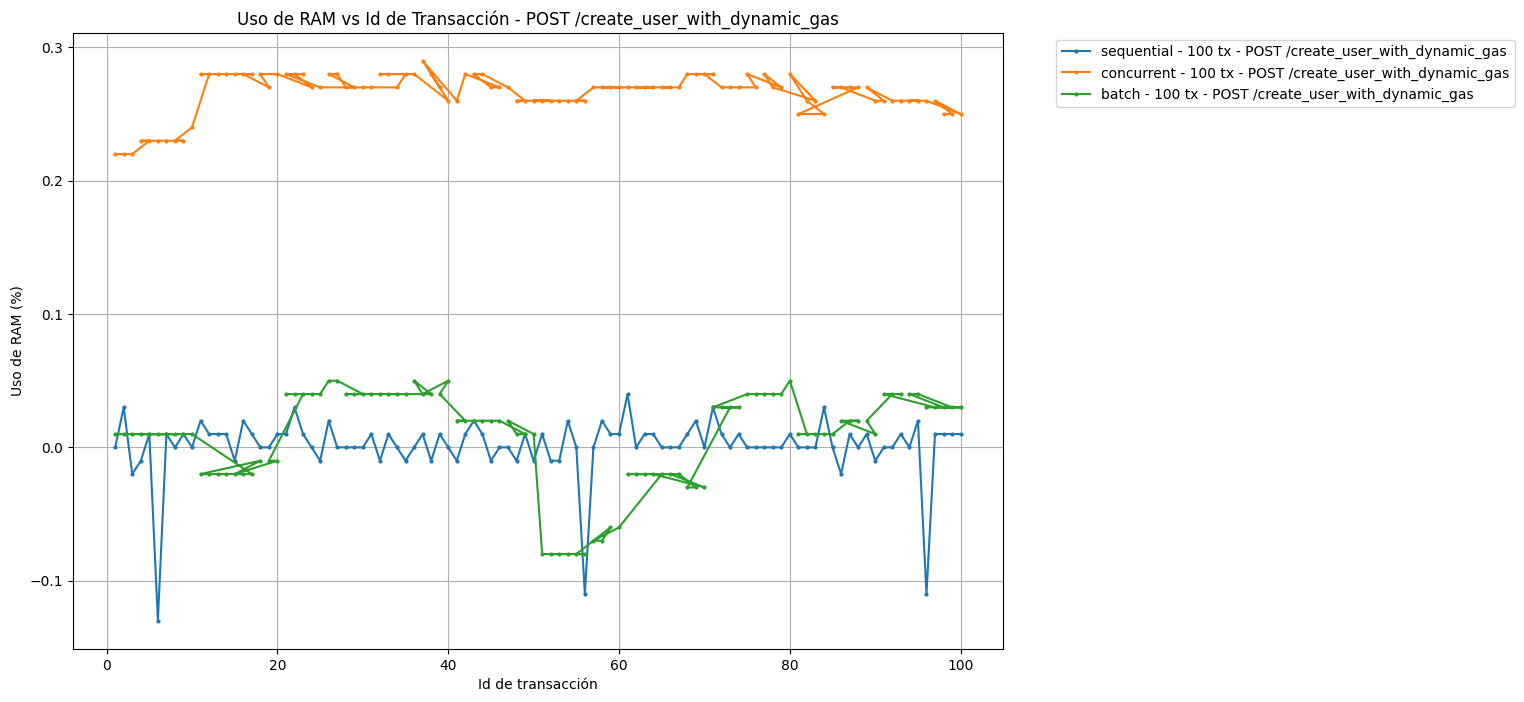 Uso de RAM vs Id de Transacción - POST /create_user_with_dynamic_gas
sequential - 100 tx - POST /create_user_with_dynamic_gas
concurrent - 100 tx - POST /create_user_with_dynamic_gas
batch - 100 tx - POST /create_user_with_dynamic_gas
Uso de RAM (%)
0.3
0.2
0.1
0.0
−0.1
0
20
40
60
80
100
Id de transacción